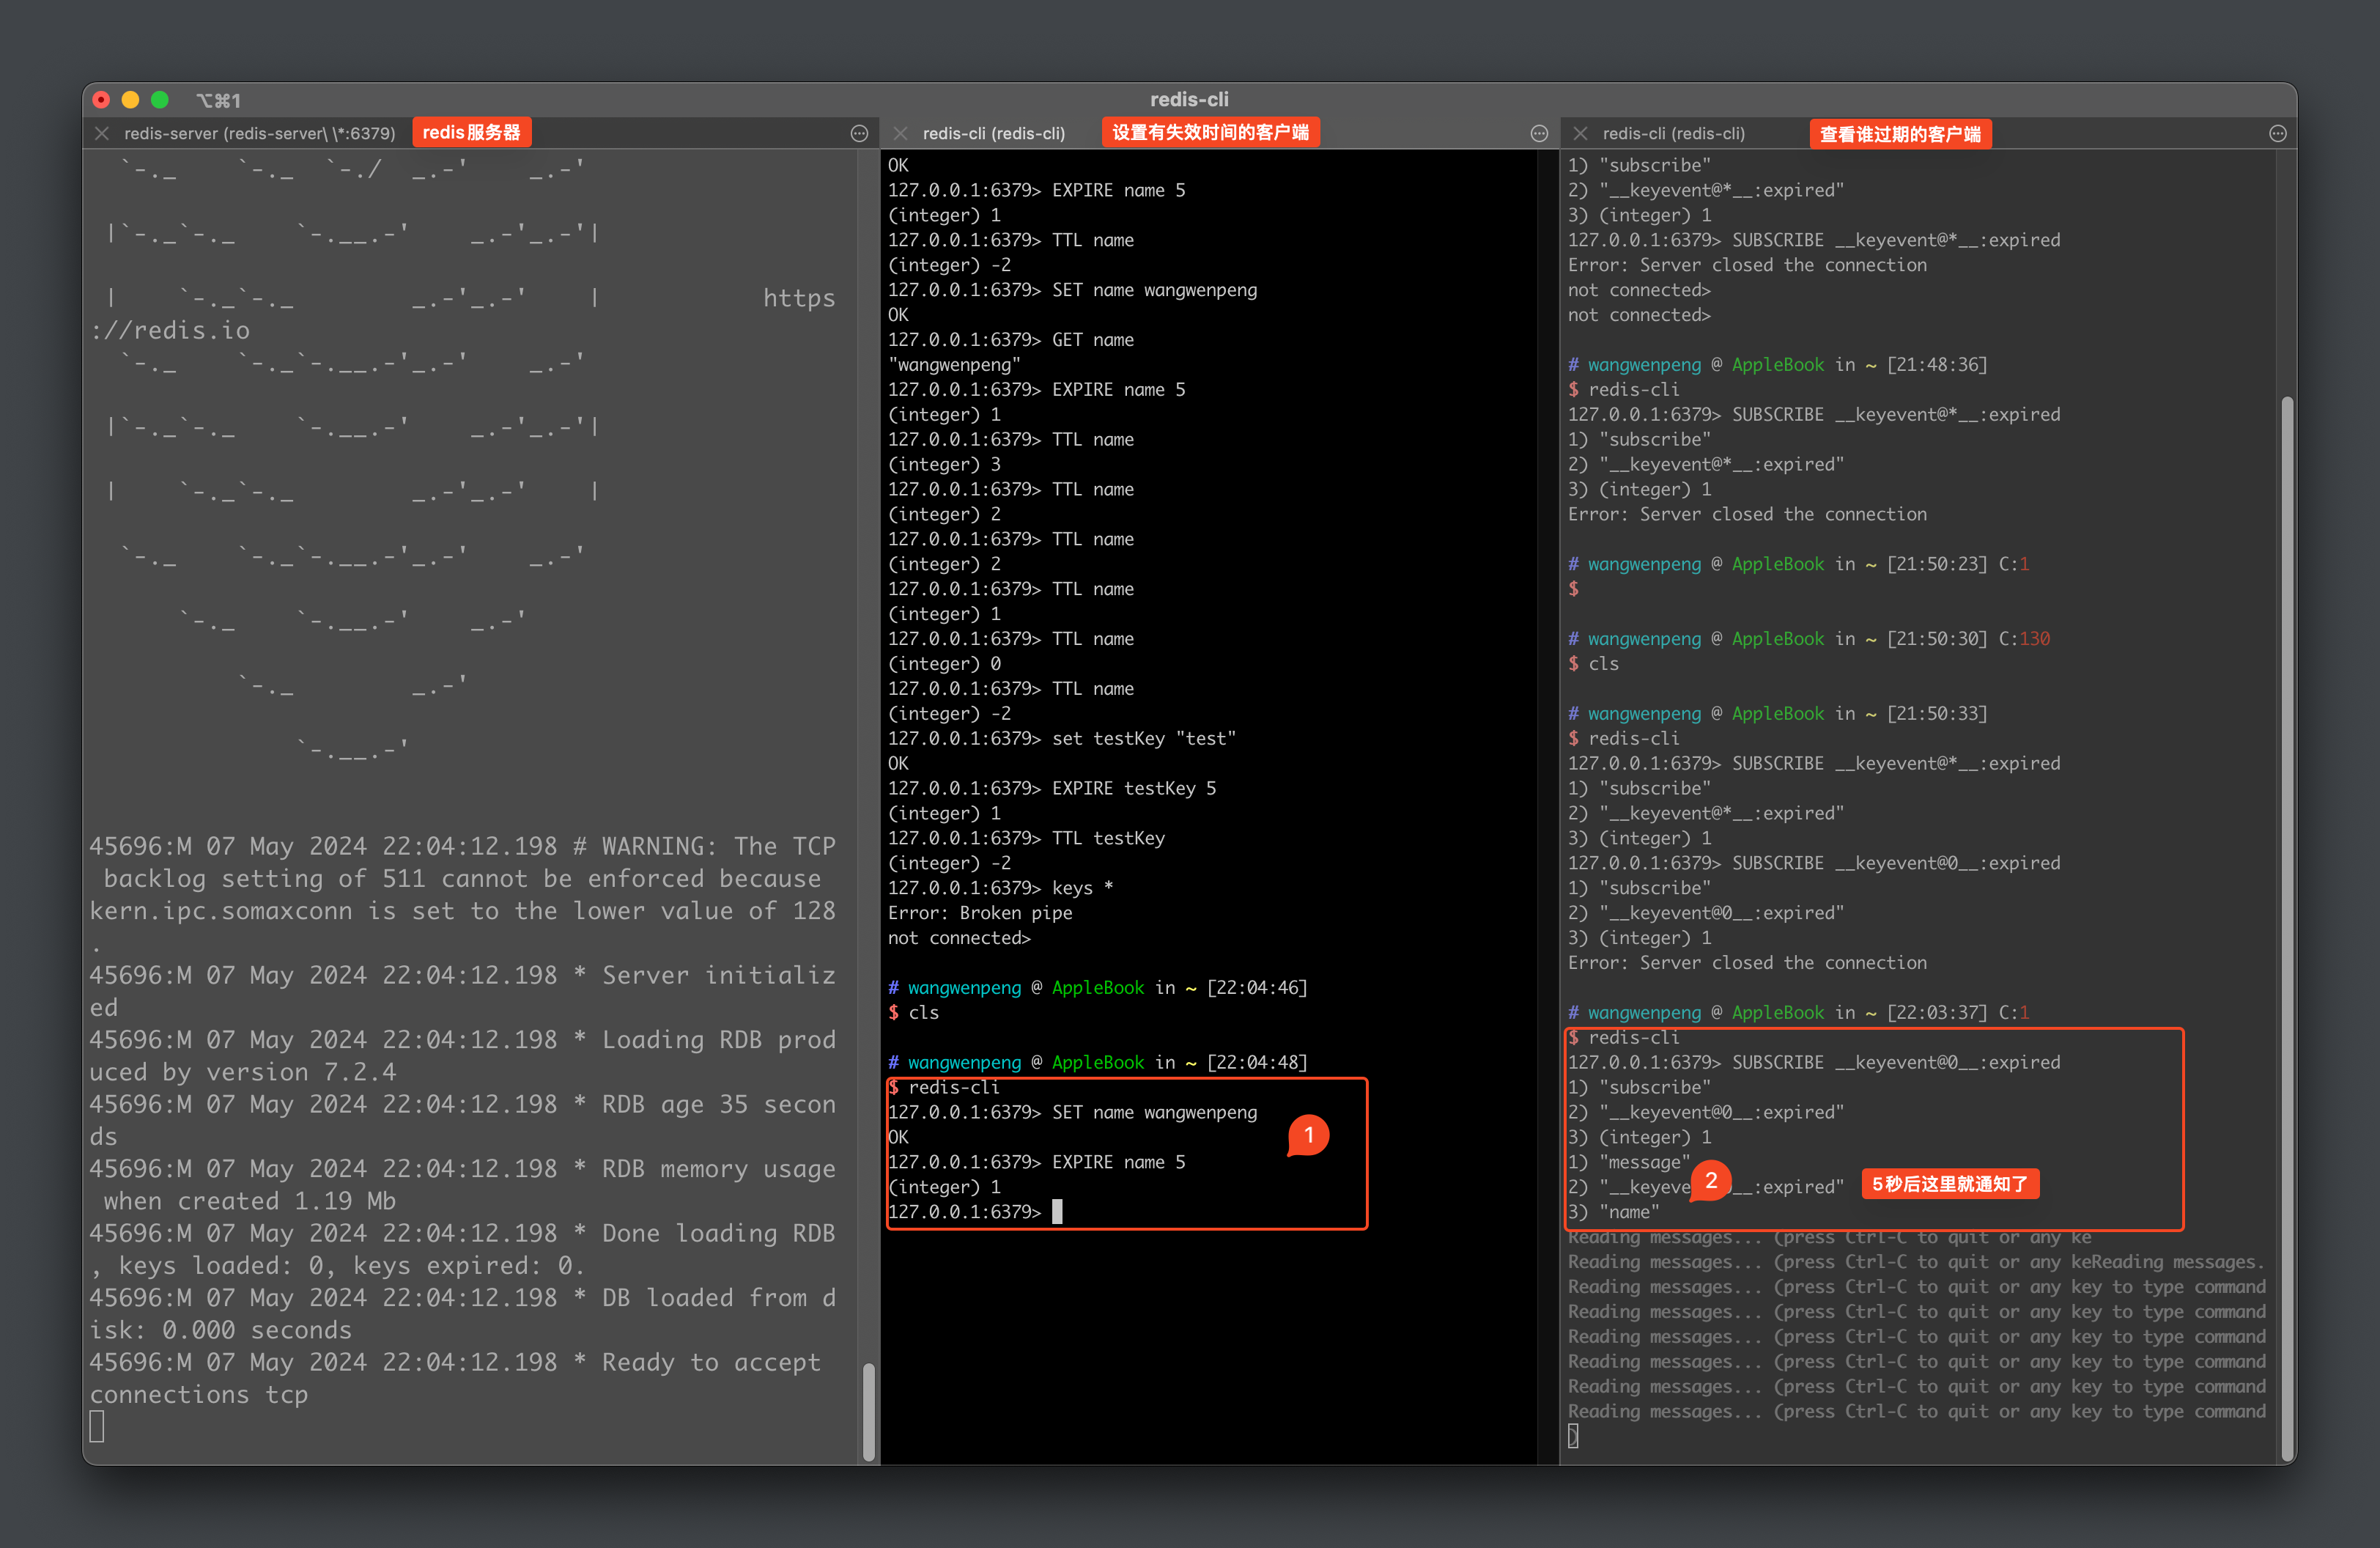 ⌥⌘1
redis-cli
redis-server (redis-server\ \*:6379)
redis服务器
redis-cli (redis-cli)
设置有失效时间的客户端
redis-cli (redis-cli)
查看谁过期的客户端
https
://redis.io
45696:M 07 May 2024 22:04:12.198 # WARNING: The TCP
backlog setting of 511 cannot be enforced because
kern.ipc.somaxconn is set to the lower value of 128
.
45696:M 07 May 2024 22:04:12.198 * Server initializ
ed
45696:M 07 May 2024 22:04:12.198 * Loading RDB prod
uced by version 7.2.4
45696:M 07 May 2024 22:04:12.198 * RDB age 35 secon
ds
45696:M 07 May 2024 22:04:12.198 * RDB memory usage
when created 1.19 Mb
45696:M 07 May 2024 22:04:12.198 * Done loading RDB
, keys loaded: 0, keys expired: 0.
45696:M 07 May 2024 22:04:12.198 * DB loaded from d
isk: 0.000 seconds
45696:M 07 May 2024 22:04:12.198 * Ready to accept
connections tcp
OK
127.0.0.1:6379> EXPIRE name 5
(integer) 1
127.0.0.1:6379> TTL name
(integer) -2
127.0.0.1:6379> SET name wangwenpeng
OK
127.0.0.1:6379> GET name
"wangwenpeng"
127.0.0.1:6379> EXPIRE name 5
(integer) 1
127.0.0.1:6379> TTL name
(integer) 3
127.0.0.1:6379> TTL name
(integer) 2
127.0.0.1:6379> TTL name
(integer) 2
127.0.0.1:6379> TTL name
(integer) 1
127.0.0.1:6379> TTL name
(integer) 0
127.0.0.1:6379> TTL name
(integer) -2
127.0.0.1:6379> set testKey "test"
OK
127.0.0.1:6379> EXPIRE testKey 5
(integer) 1
127.0.0.1:6379> TTL testKey
(integer) -2
127.0.0.1:6379> keys *
Error: Broken pipe
not connected>
# wangwenpeng @ AppleBook in ~ [22:04:46]
$ cls
# wangwenpeng @ AppleBook in ~ [22:04:48]
$ redis-cli
127.0.0.1:6379> SET name wangwenpeng
OK
127.0.0.1:6379> EXPIRE name 5
(integer) 1
127.0.0.1:6379>
1
1) "subscribe"
2) "__keyevent@*__:expired"
3) (integer) 1
127.0.0.1:6379> SUBSCRIBE __keyevent@*__:expired
Error: Server closed the connection
not connected>
not connected>
# wangwenpeng @ AppleBook in ~ [21:48:36]
$ redis-cli
127.0.0.1:6379> SUBSCRIBE __keyevent@*__:expired
1) "subscribe"
2) "__keyevent@*__:expired"
3) (integer) 1
Error: Server closed the connection
# wangwenpeng @ AppleBook in ~ [21:50:23] C:1
$
# wangwenpeng @ AppleBook in ~ [21:50:30] C:130
$ cls
# wangwenpeng @ AppleBook in ~ [21:50:33]
$ redis-cli
127.0.0.1:6379> SUBSCRIBE __keyevent@*__:expired
1) "subscribe"
2) "__keyevent@*__:expired"
3) (integer) 1
127.0.0.1:6379> SUBSCRIBE __keyevent@0__:expired
1) "subscribe"
2) "__keyevent@0__:expired"
3) (integer) 1
Error: Server closed the connection
# wangwenpeng @ AppleBook in ~ [22:03:37] C:1
$ redis-cli
127.0.0.1:6379> SUBSCRIBE __keyevent@0__:expired
1) "subscribe"
2) "__keyevent@0__:expired"
3) (integer) 1
1) "message"
2) "__keyeve __:expired"
3) "name"
2
5秒后这里就通知了
Reading messages... (press Ctrl-C to quit or any ke
Reading messages... (press Ctrl-C to quit or any keReading messages.
Reading messages... (press Ctrl-C to quit or any key to type command
Reading messages... (press Ctrl-C to quit or any key to type command
Reading messages... (press Ctrl-C to quit or any key to type command
Reading messages... (press Ctrl-C to quit or any key to type command
Reading messages... (press Ctrl-C to quit or any key to type command
Reading messages... (press Ctrl-C to quit or any key to type command
)